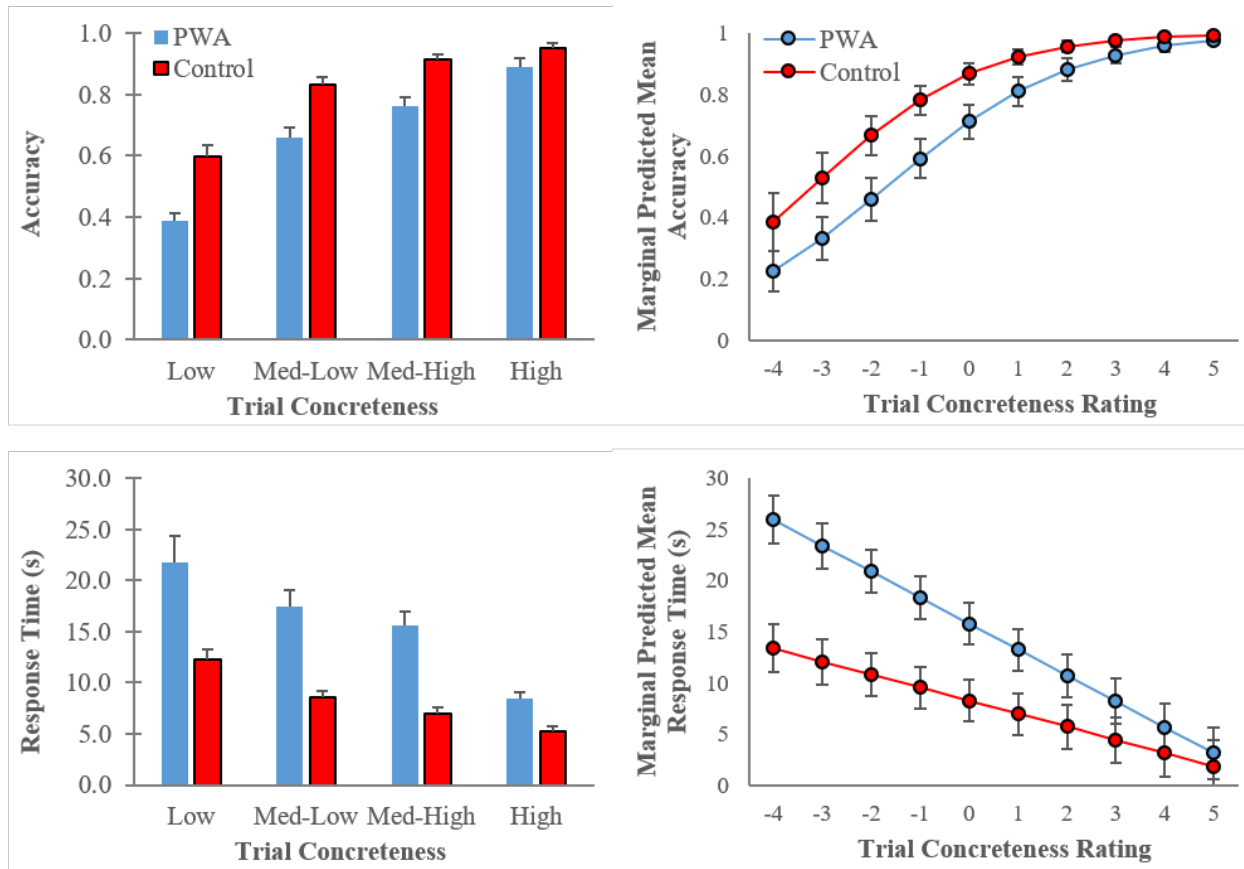 PWA
Control
1.0
0.8
0.6
0.4
0.2
0.0
Accuracy
Low Med-Low Med-High High
Trial Concreteness
PWA
Control
1
0.8
0.6
0.4
0.2
0
Marginal Predicted Mean
Accuracy
-4 -3 -2 -1 0 1 2 3 4 5
Trial Concreteness Rating
30.0
25.0
20.0
15.0
10.0
5.0
0.0
Response Time (s)
Low Med-Low Med-High High
Trial Concreteness
30
25
20
15
10
5
0
Marginal Predicted Mean
Response Time (s)
-4 -3 -2 -1 0 1 2 3 4 5
Trial Concreteness Rating